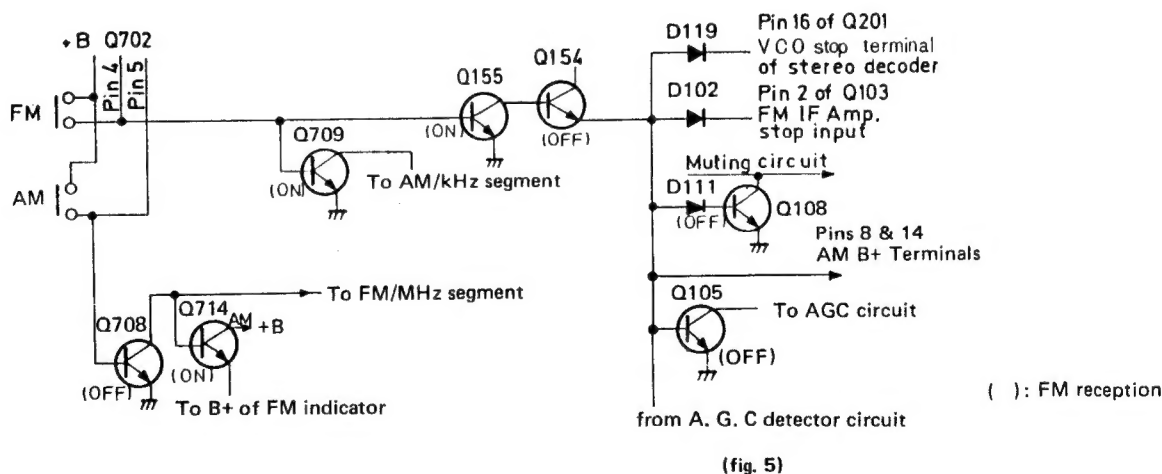 +B Q702
Pin 4
Pin 5
FM
AM
Q709
(ON)
To AM/kHz segment
Q155
(ON)
Q154
(OFF)
D119
Pin 16 of Q201
VCO stop terminal
of stereo decoder
D102
Pin 2 of Q103
FM IF Amp.
stop input
Muting circuit
D111
(OFF)
Q108
Pins 8 & 14
AM B+ Terminals
Q105
To AGC circuit
(OFF)
To FM/MHz segment
Q708
(OFF)
Q714
AM +B
(ON)
To B+ of FM indicator
from A. G. C detector circuit
( ): FM reception
(fig. 5)